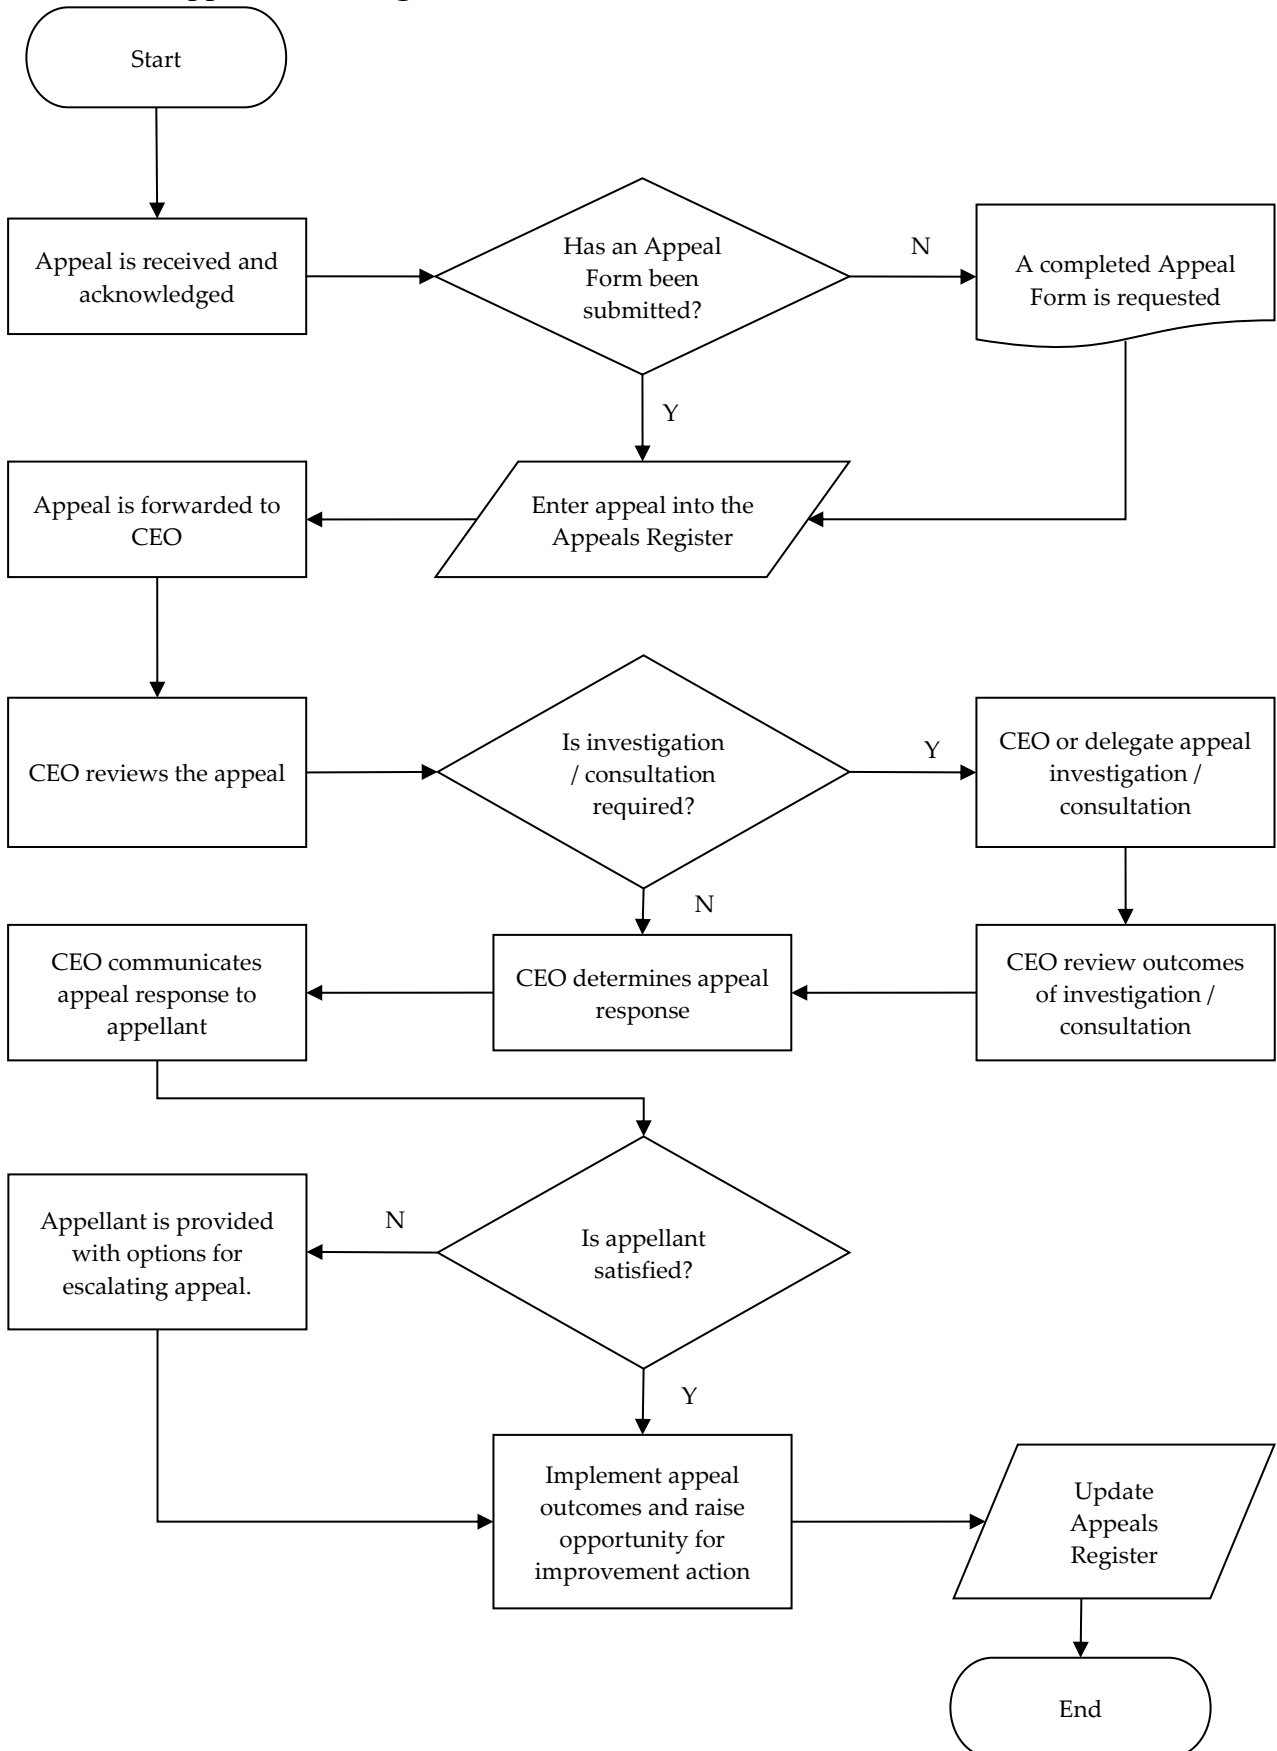 Start
Appeal is received and
acknowledged
Has an Appeal
Form been
submitted?
N
A completed Appeal
Form is requested
Y
Appeal is forwarded to
CEO
Enter appeal into the
Appeals Register
CEO reviews the appeal
Is investigation
/ consultation
required?
Y
CEO or delegate appeal
investigation /
consultation
N
CEO communicates
appeal response to
appellant
CEO determines appeal
response
CEO review outcomes
of investigation /
consultation
Appellant is provided
with options for
escalating appeal.
N
Is appellant
satisfied?
Y
Implement appeal
outcomes and raise
opportunity for
improvement action
Update
Appeals
Register
End